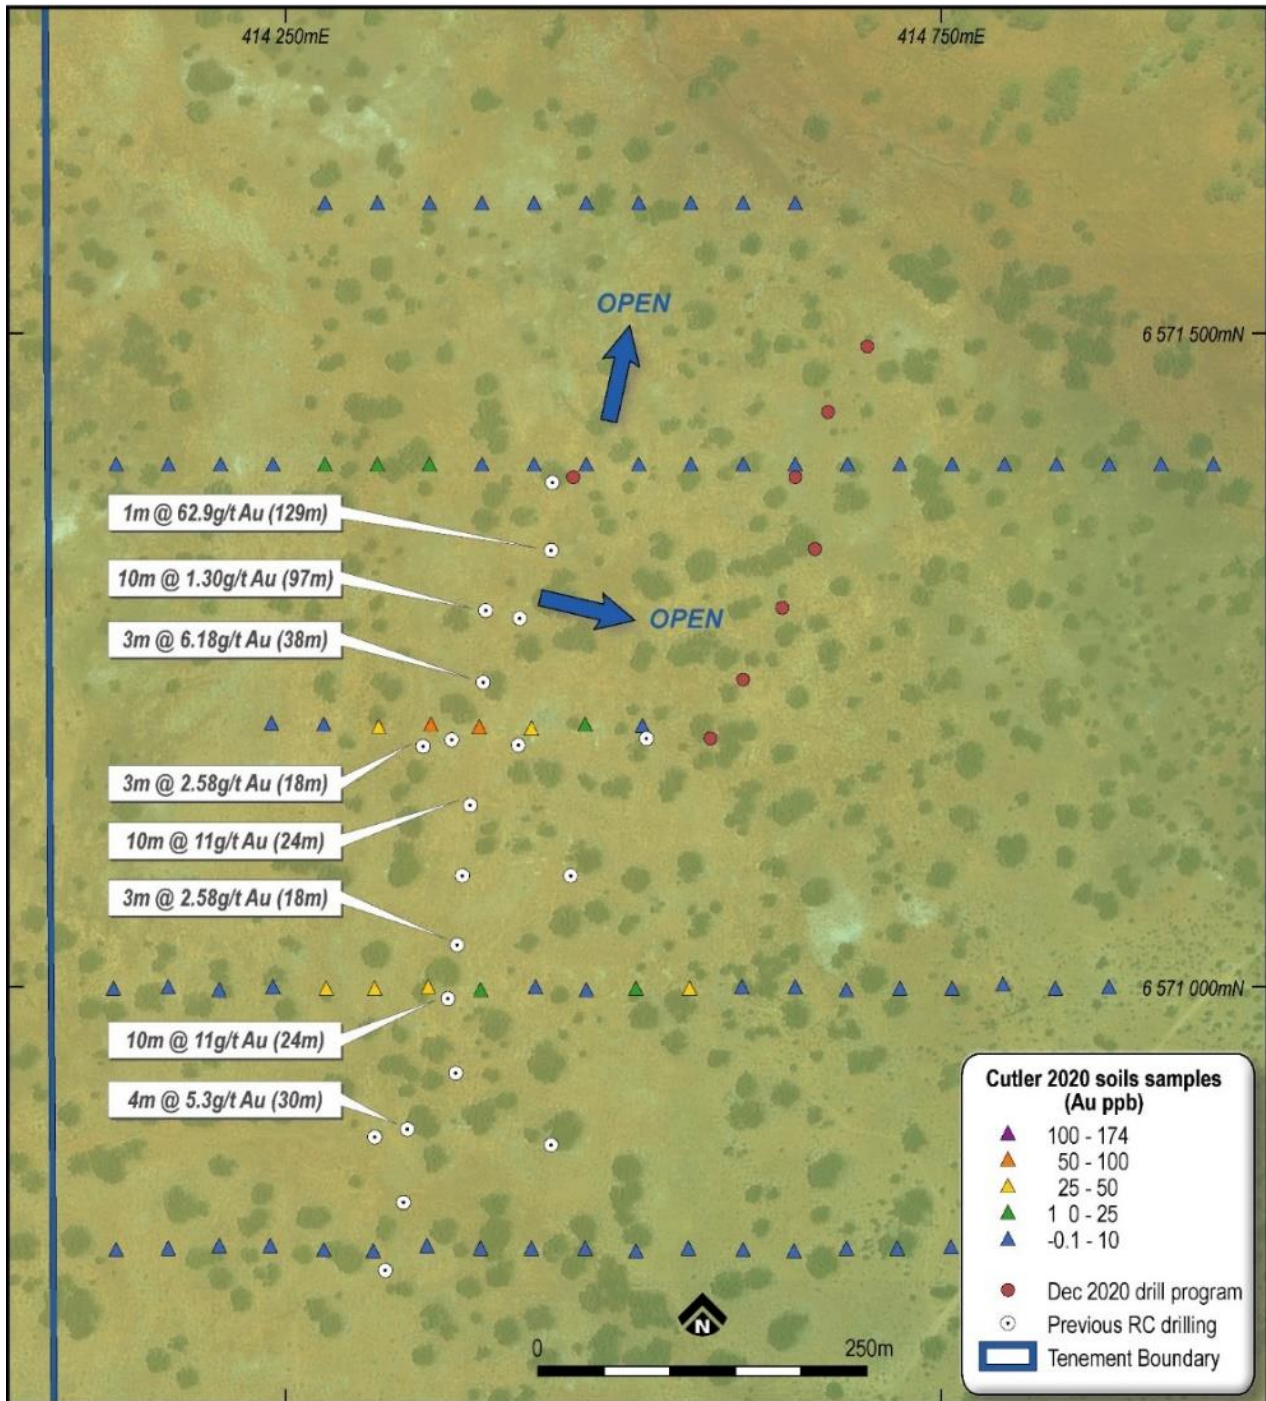 414 250mE
414 750mE
OPEN
6 571 500mN
1m @ 62.9g/t Au (129m)
10m @ 1.30g/t Au (97m)
OPEN
3m @ 6.18g/t Au (38m)
3m @ 2.58g/t Au (18m)
10m @ 11g/t Au (24m)
3m @ 2.58g/t Au (18m)
6 571 000mN
10m @ 11g/t Au (24m)
4m @ 5.3g/t Au (30m)
Cutler 2020 soils samples
(Au ppb)
100 - 174
50 - 100
25 - 50
1 0 - 25
-0.1 - 10
Dec 2020 drill program
Previous RC drilling
Tenement Boundary
N
0
250m